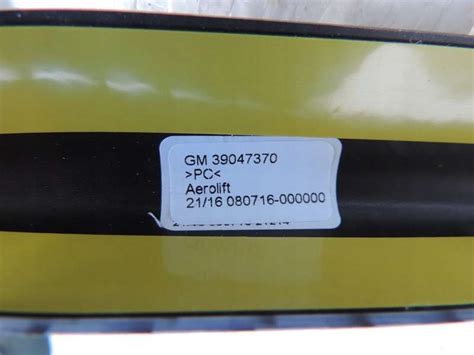 GM 39047370
>PC<
Aerolift
21/16 080716-000000